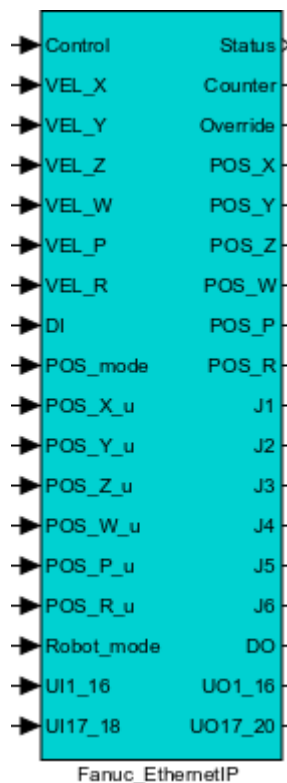 Control Status
VEL_X Counter
VEL_Y Override
VEL_Z POS_X
VEL_W POS_Y
VEL_P POS_Z
VEL_R POS_W
DI POS_P
POS_mode POS_R
POS_X_u J1
POS_Y_u J2
POS_Z_u J3
POS_W_u J4
POS_P_u J5
POS_R_u J6
Robot_mode DO
UI1_16 UO1_16
UI17_18 UO17_20
Fanuc_EthernetIP